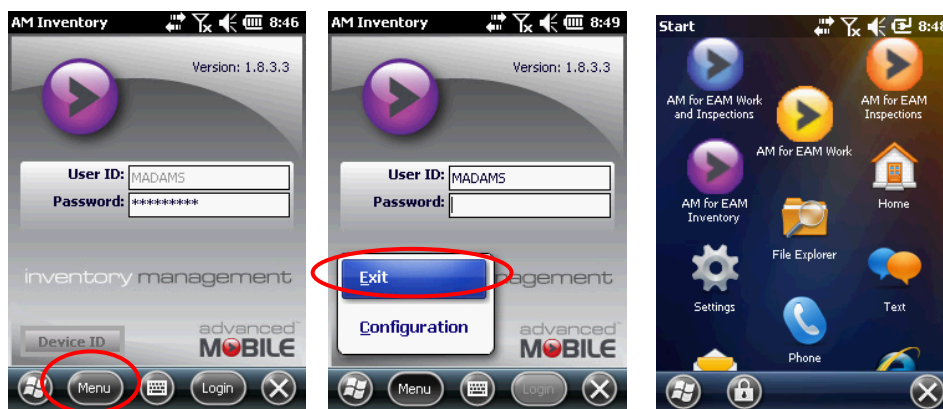 AM Inventory 8:46
Version: 1.8.3.3
User ID: MADAMS
Password: *********
inventory management
Device ID
advanced
MOBILE
Menu Login
AM Inventory 8:49
Version: 1.8.3.3
User ID: MADAMS
Password:
Exit
agement
Configuration
advanced
MOBILE
Menu Login
Start 8:48
AM for EAM Work
and Inspections
AM for EAM Work
AM for EAM
Inspections
AM for EAM
Inventory
File Explorer
Home
Settings
Phone
Text